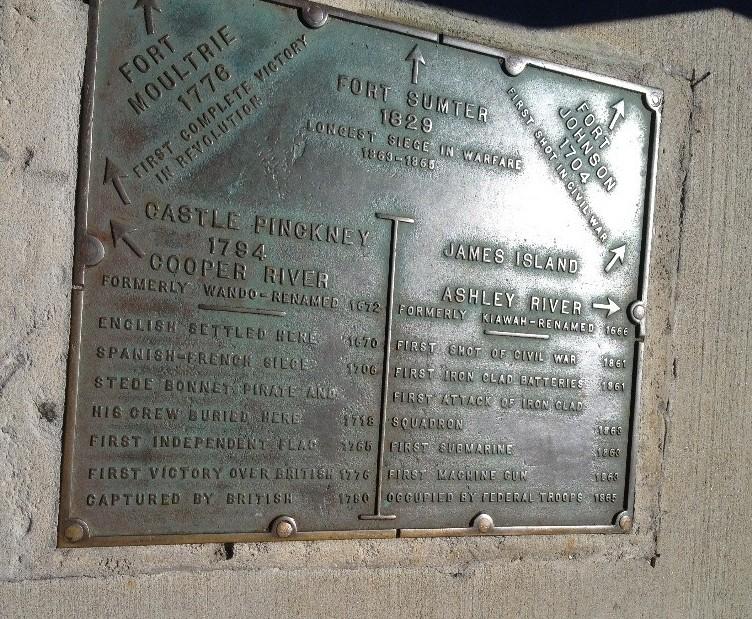 FORT
MOULTRIE
1776
FIRST COMPLETE VICTORY
IN REVOLUTION
FORT SUMTER
1829
LONGEST SIEGE IN WARFARE
1863-1865
FORT
JOHNSON
1704
FIRST SHOT IN CIVIL WAR
CASTLE PINCKNEY
1794
COOPER RIVER
FORMERLY WANDO-RENAMED 1672
ENGLISH SETTLED HERE 1670
SPANISH-FRENCH SIEGE 1706
STEDE BONNET PIRATE AND
HIS CREW BURIED HERE 1718
FIRST INDEPENDENT FLAG 1765
FIRST VICTORY OVER BRITISH 1776
CAPTURED BY BRITISH 1780
JAMES ISLAND
ASHLEY RIVER
FORMERLY KIAWAH-RENAMED 1666
FIRST SHOT OF CIVIL WAR 1861
FIRST IRON CLAD BATTERIES 1861
FIRST ATTACK OF IRON CLAD
SQUADRON 1863
FIRST SUBMARINE 1863
FIRST MACHINE GUN 1863
OCCUPIED BY FEDERAL TROOPS 1865